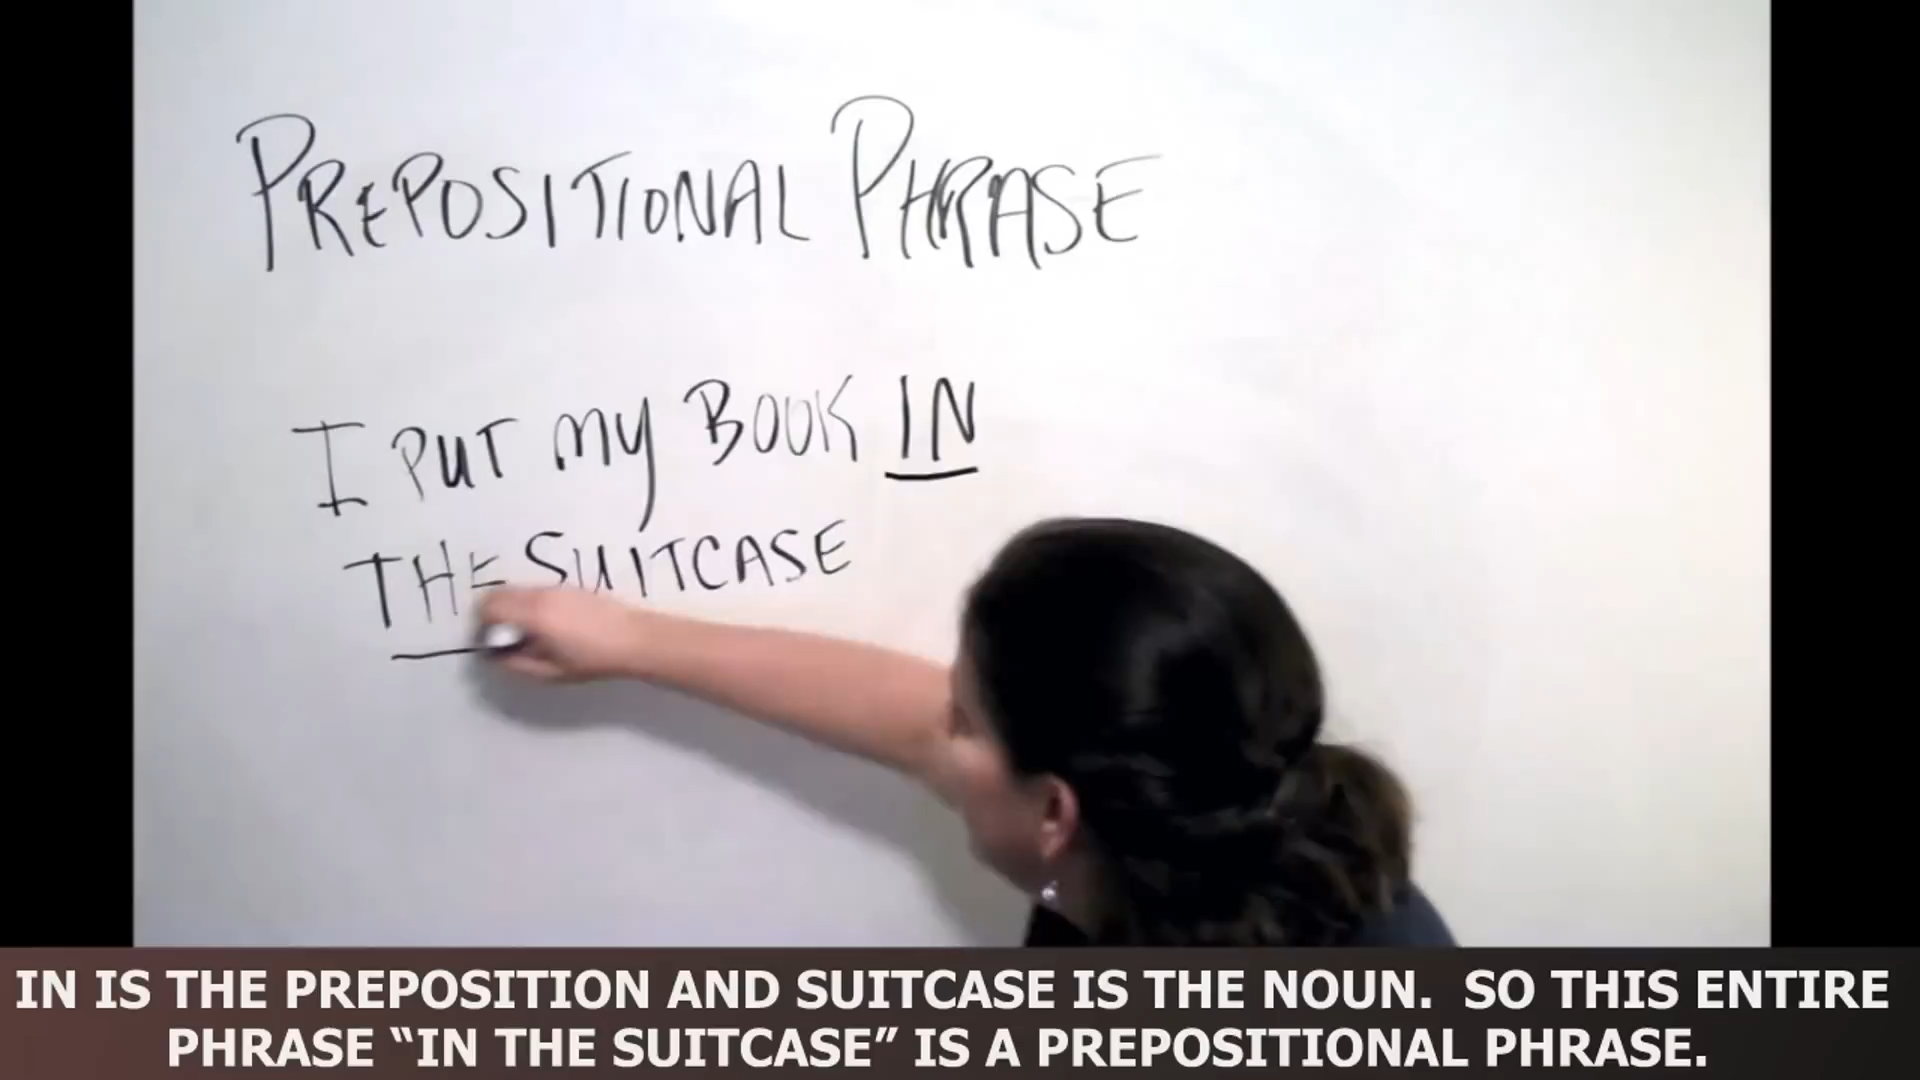 PREPOSITIONAL PHRASE
I PUT MY BOOK IN
THE SUITCASE
IN IS THE PREPOSITION AND SUITCASE IS THE NOUN. SO THIS ENTIRE
PHRASE “IN THE SUITCASE” IS A PREPOSITIONAL PHRASE.